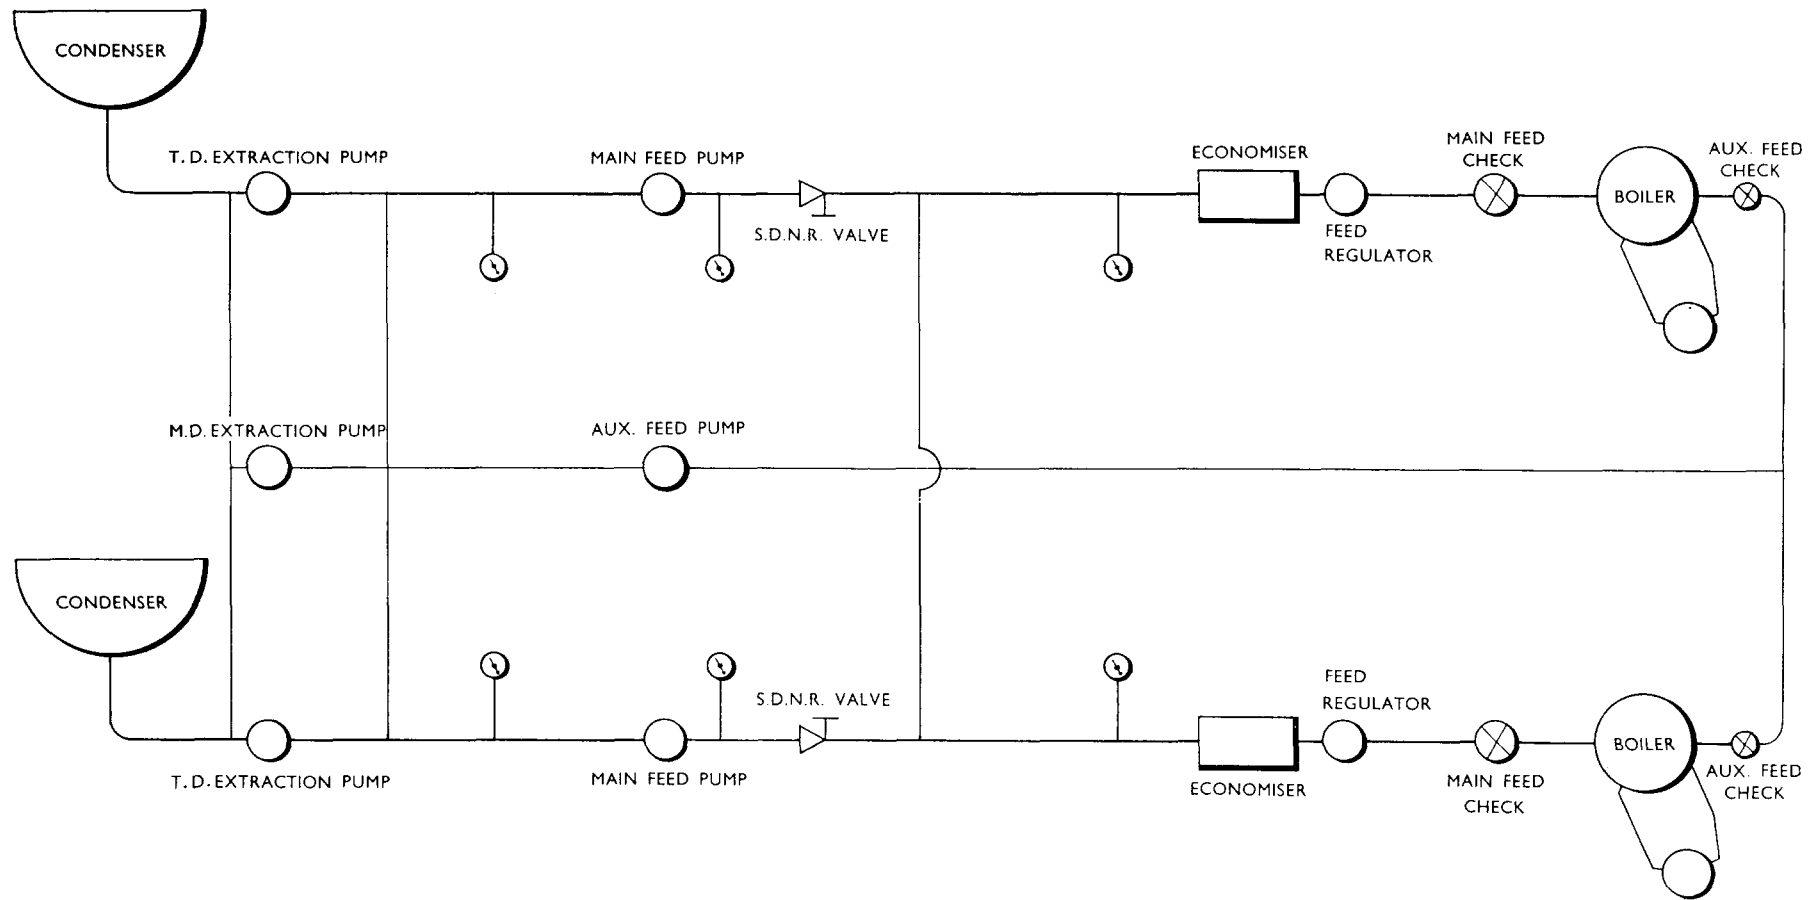 CONDENSER
T.D. EXTRACTION PUMP
MAIN FEED PUMP
S.D.N.R. VALVE
ECONOMISER
FEED
REGULATOR
MAIN FEED
CHECK
BOILER
AUX. FEED
CHECK
M.D. EXTRACTION PUMP
AUX. FEED PUMP
CONDENSER
T.D. EXTRACTION PUMP
MAIN FEED PUMP
S.D.N.R. VALVE
ECONOMISER
FEED
REGULATOR
MAIN FEED
CHECK
BOILER
AUX. FEED
CHECK